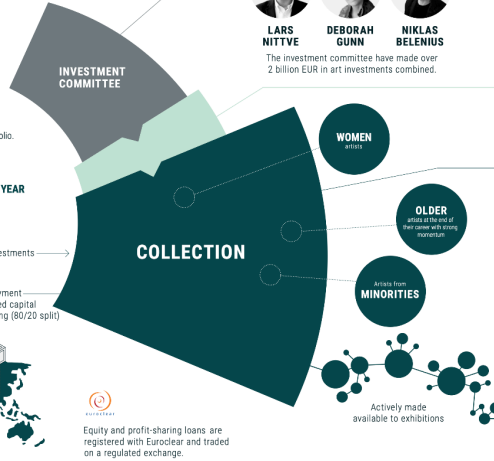 LARS
NITTVE
DEBORAH
GUNN
NIKLAS
BELENIUS
The investment committee have made over
2 billion EUR in art investments combined.
INVESTMENT
COMMITTEE
WOMEN
artists
YEAR
OLDER
artists at the end of
their career with strong
momentum
COLLECTION
Artists from
MINORITIES
ed capital
ng (80/20 split)
Actively made
available to exhibitions
euroclear
Equity and profit-sharing loans are
registered with Euroclear and traded
on a regulated exchange.